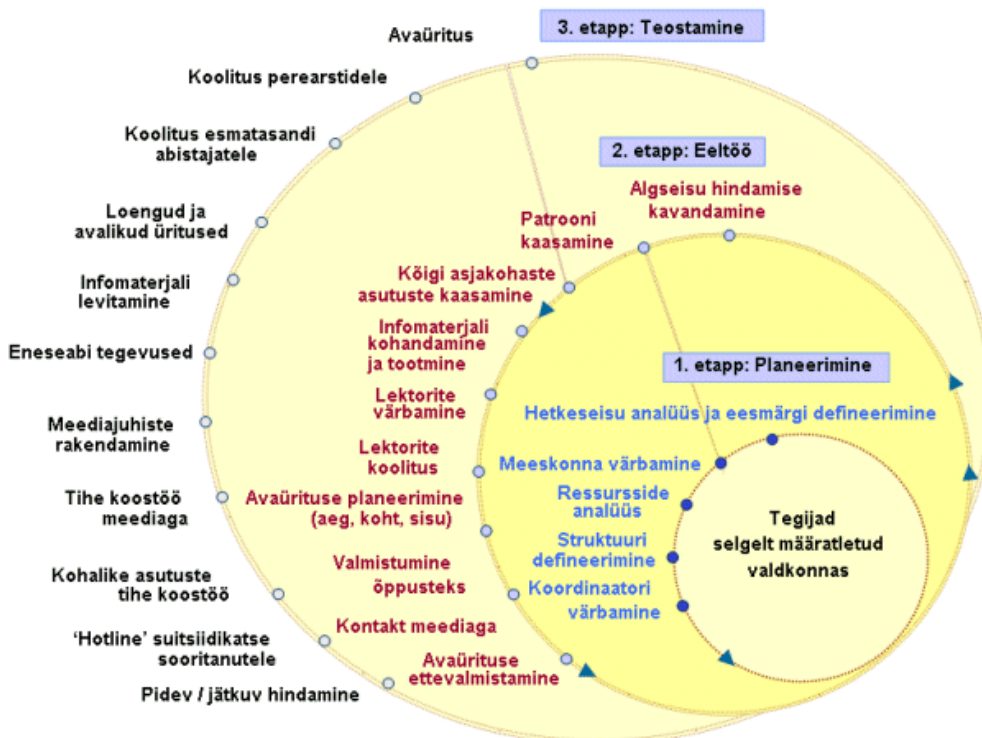 3. etapp: Teostamine
Avaüritus
Koolitus perearstidele
Koolitus esmatasandi
abistajatele
Loengud ja
avalikud üritused
Infomaterjali
levitamine
Eneseabi tegevused
Meediajuhiste
rakendamine
Tihe koostöö
meediaga
Kohalike asutuste
tihe koostöö
‘Hotline’ suitsiidikatse
sooritanutele
Pidev / jätkuv hindamine
2. etapp: Eeltöö
Algseisu hindamise
kavandamine
Patrooni
kaasamine
Kõigi asjakohaste
asutuste kaasamine
Infomaterjali
kohandamine
ja tootmine
Lektorite
värbamine
Lektorite
koolitus
Avaürituse planeerimine
(aeg, koht, sisu)
Valmistumine
õppusteks
Kontakt meediaga
Avaürituse
ettevalmistamine
1. etapp: Planeerimine
Hetkeseisu analüüs ja eesmärgi defineerimine
Meeskonna värbamine
Ressursside
analüüs
Struktuuri
defineerimine
Koordinaatori
värbamine
Tegijad
selgelt määratletud
valdkonnas